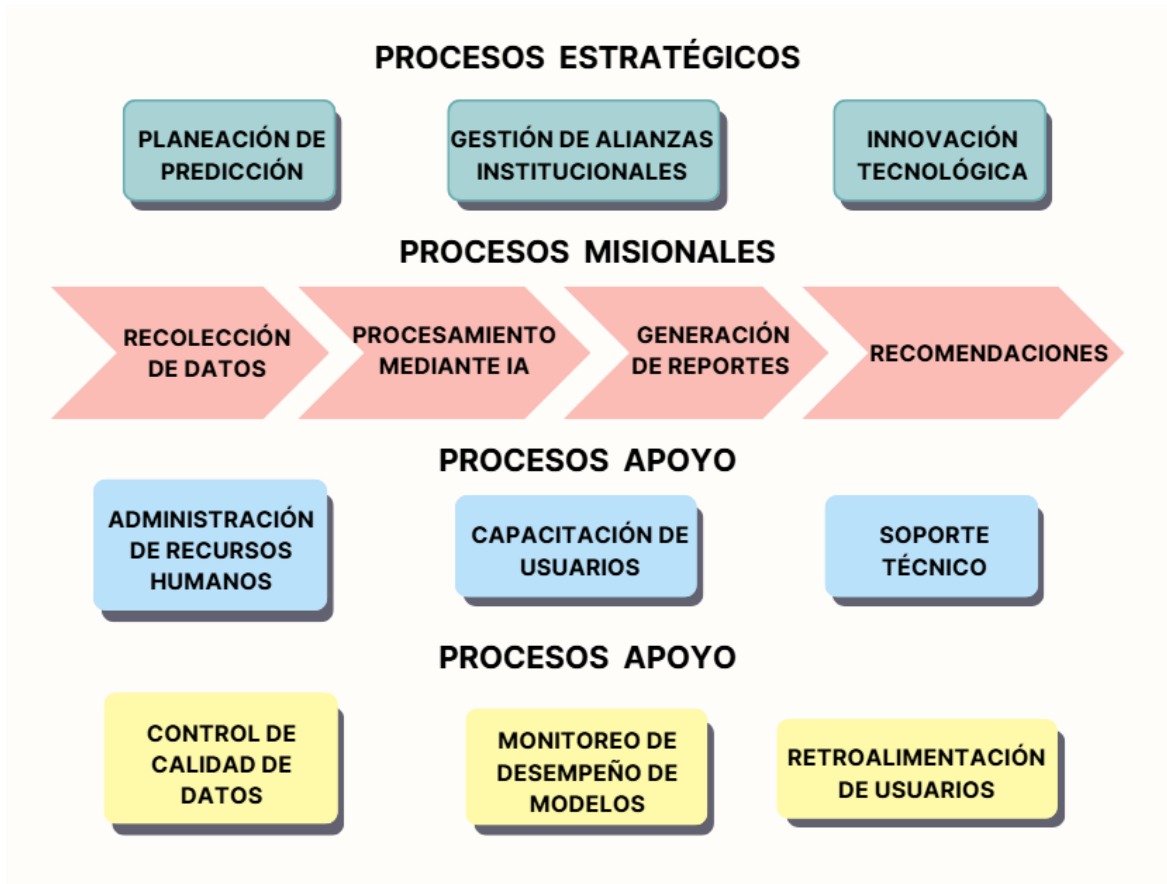 PROCESOS ESTRATÉGICOS
PLANEACIÓN DE
PREDICCIÓN
GESTIÓN DE ALIANZAS
INSTITUCIONALES
INNOVACIÓN
TECNOLÓGICA
PROCESOS MISIONALES
RECOLECCIÓN
DE DATOS
PROCESAMIENTO
MEDIANTE IA
GENERACIÓN
DE REPORTES
RECOMENDACIONES
PROCESOS APOYO
ADMINISTRACIÓN
DE RECURSOS
HUMANOS
CAPACITACIÓN DE
USUARIOS
SOPORTE
TÉCNICO
PROCESOS APOYO
CONTROL DE
CALIDAD DE
DATOS
MONITOREO DE
DESEMPEÑO DE
MODELOS
RETROALIMENTACIÓN
DE USUARIOS